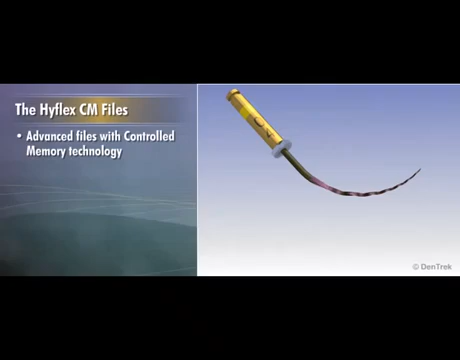 The Hyflex CM Files
• Advanced files with Controlled
Memory technology
© DenTrek